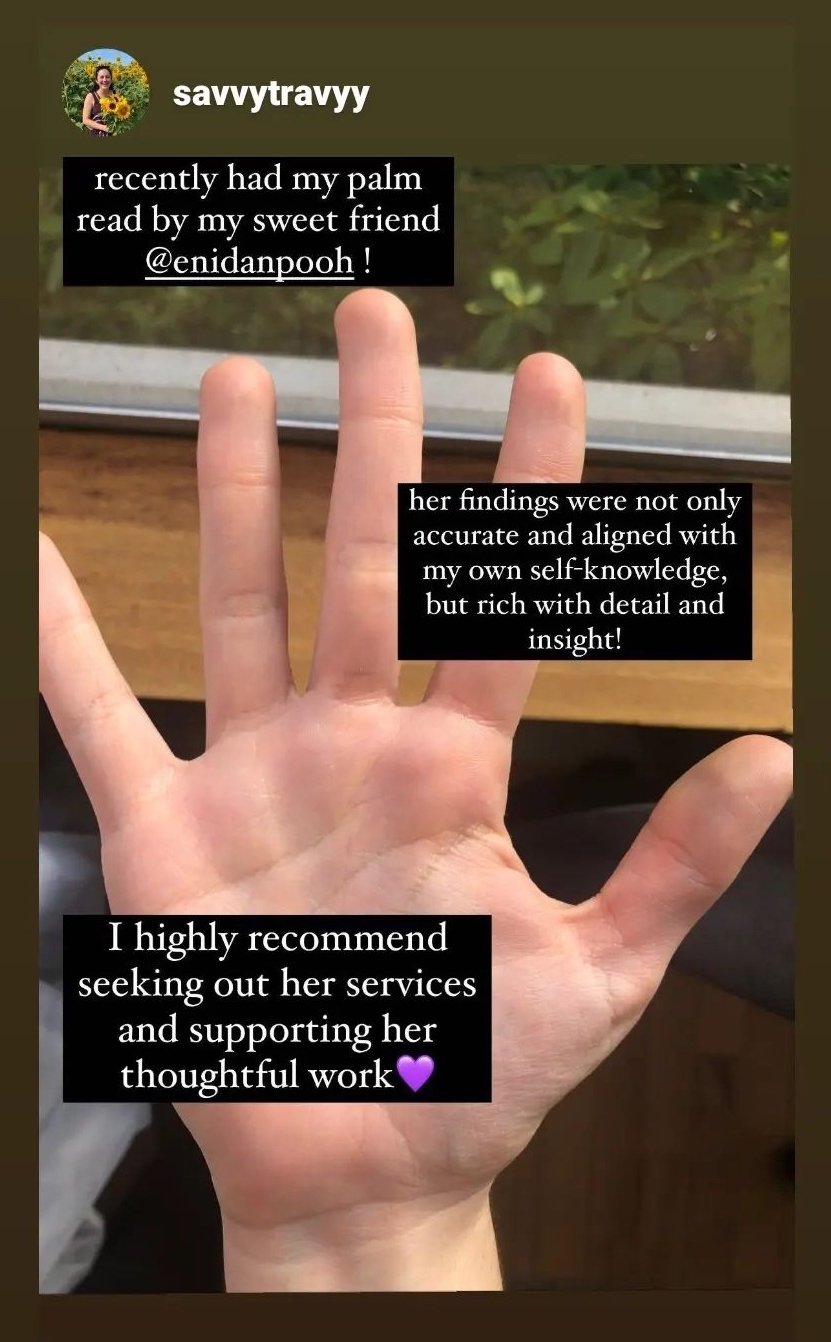 savvytravyy
recently had my palm
read by my sweet friend
@enidanpooh !
her findings were not only
accurate and aligned with
my own self-knowledge,
but rich with detail and
insight!
I highly recommend
seeking out her services
and supporting her
thoughtful work💜